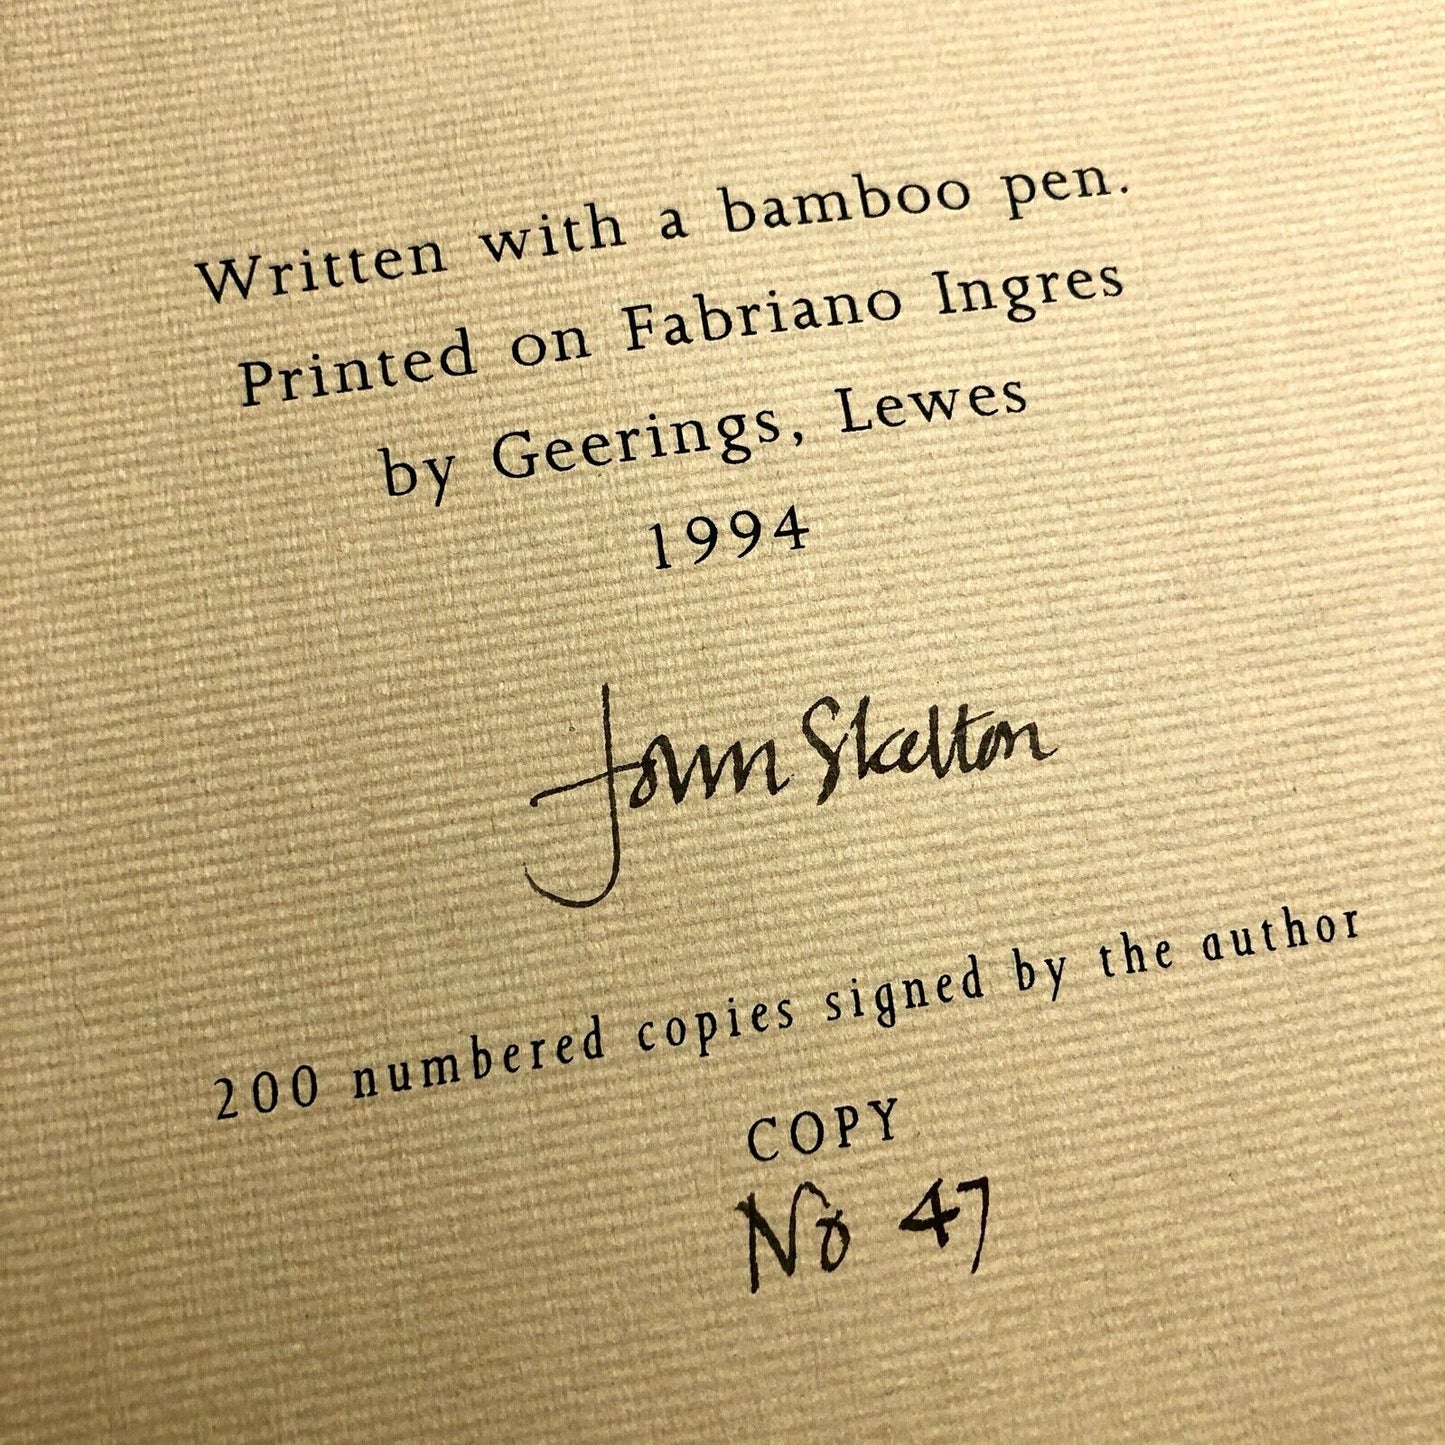 Written with a bamboo pen.
Printed on Fabriano Ingres
by Geerings, Lewes
1994
John Skelton
200 numbered copies signed by the author
COPY
No 47